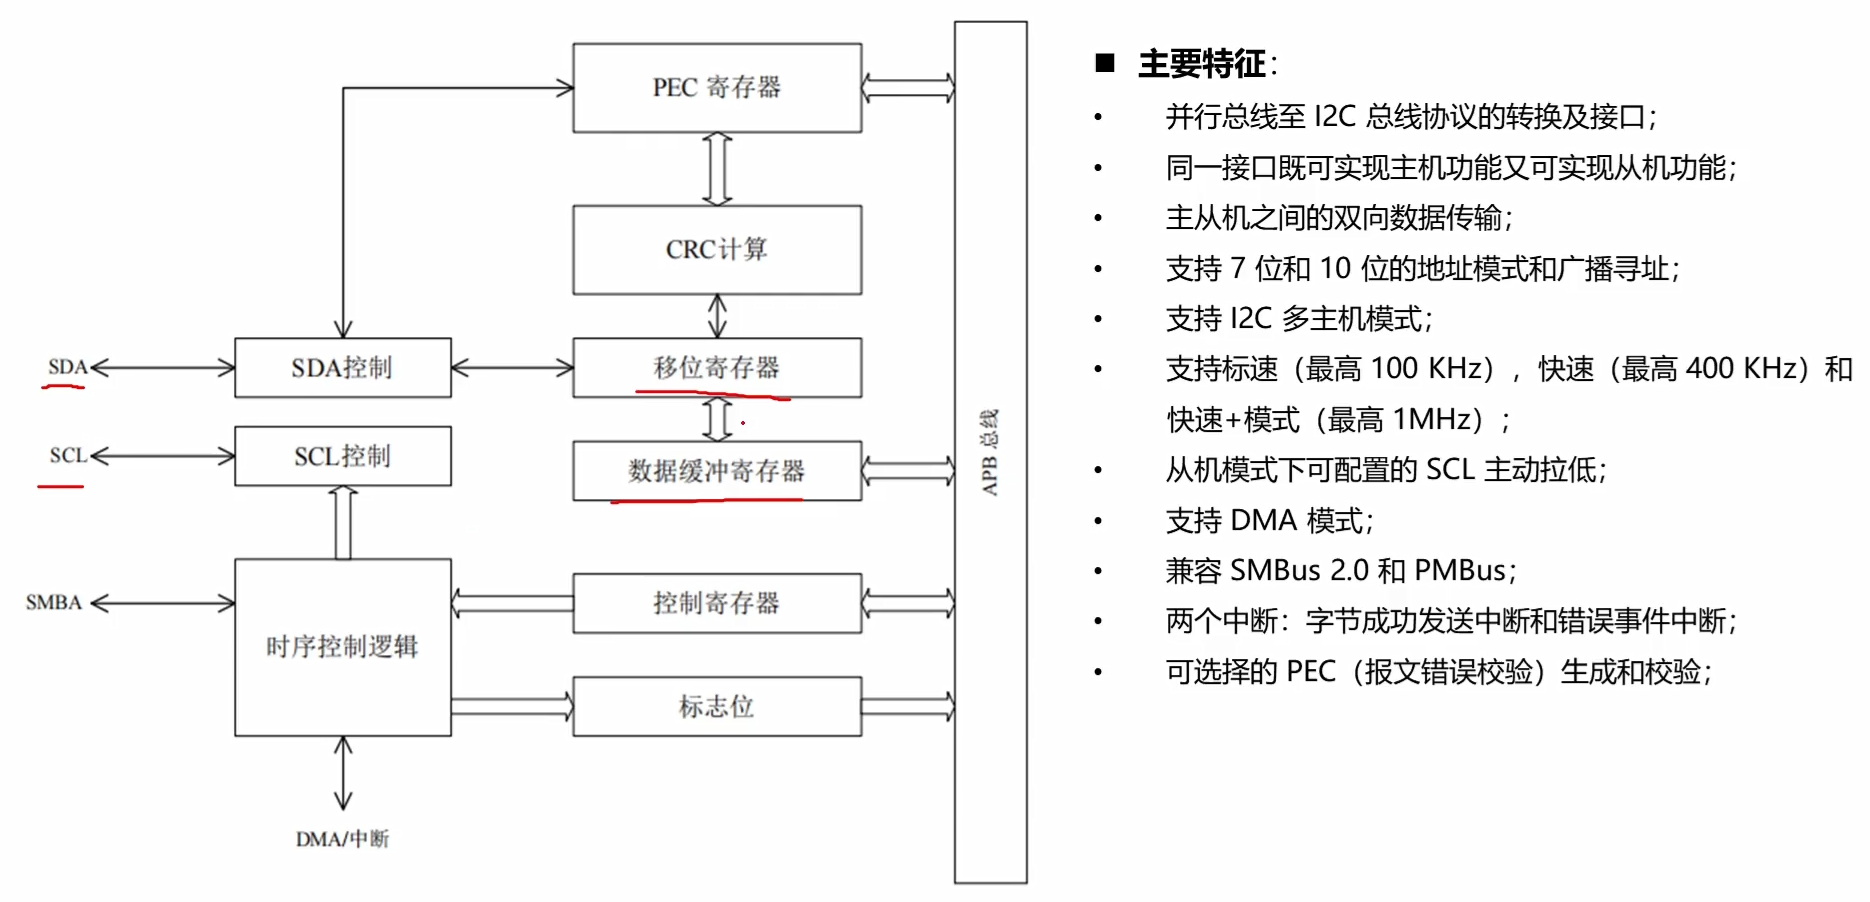 PEC 寄存器
CRC计算
SDA
SDA控制
移位寄存器
SCL
SCL控制
数据缓冲寄存器
APB 总线
SMBA
时序控制逻辑
控制寄存器
标志位
DMA/中断
■ 主要特征：
• 并行总线至 I2C 总线协议的转换及接口；
• 同一接口既可实现主机功能又可实现从机功能；
• 主从机之间的双向数据传输；
• 支持 7 位和 10 位的地址模式和广播寻址；
• 支持 I2C 多主机模式；
• 支持标速（最高 100 KHz），快速（最高 400 KHz）和
快速+模式（最高 1MHz）；
• 从机模式下可配置的 SCL 主动拉低；
• 支持 DMA 模式；
• 兼容 SMBus 2.0 和 PMBus；
• 两个中断：字节成功发送中断和错误事件中断；
• 可选择的 PEC（报文错误校验）生成和校验；